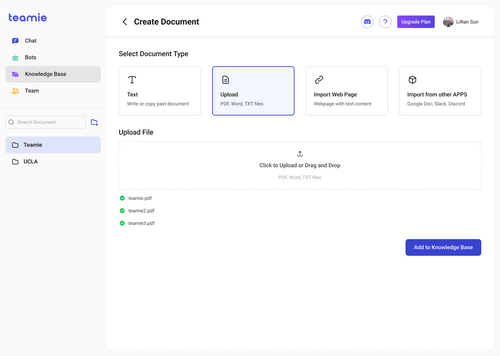 teamie
Create Document
?
Upgrade Plan
Lillian Sun
Chat
Bots
Knowledge Base
Team
Search Document
Teamie
UCLA
Select Document Type
Text
Write or copy past document
Upload
PDF, Word, TXT files
Import Web Page
Webpage with text content
Import from other APPS
Google Doc, Slack, Discord
Upload File
Click to Upload or Drag and Drop
PDF, Word, TXT files
teamie.pdf
teamie2.pdf
teamie3.pdf
Add to Knowledge Base